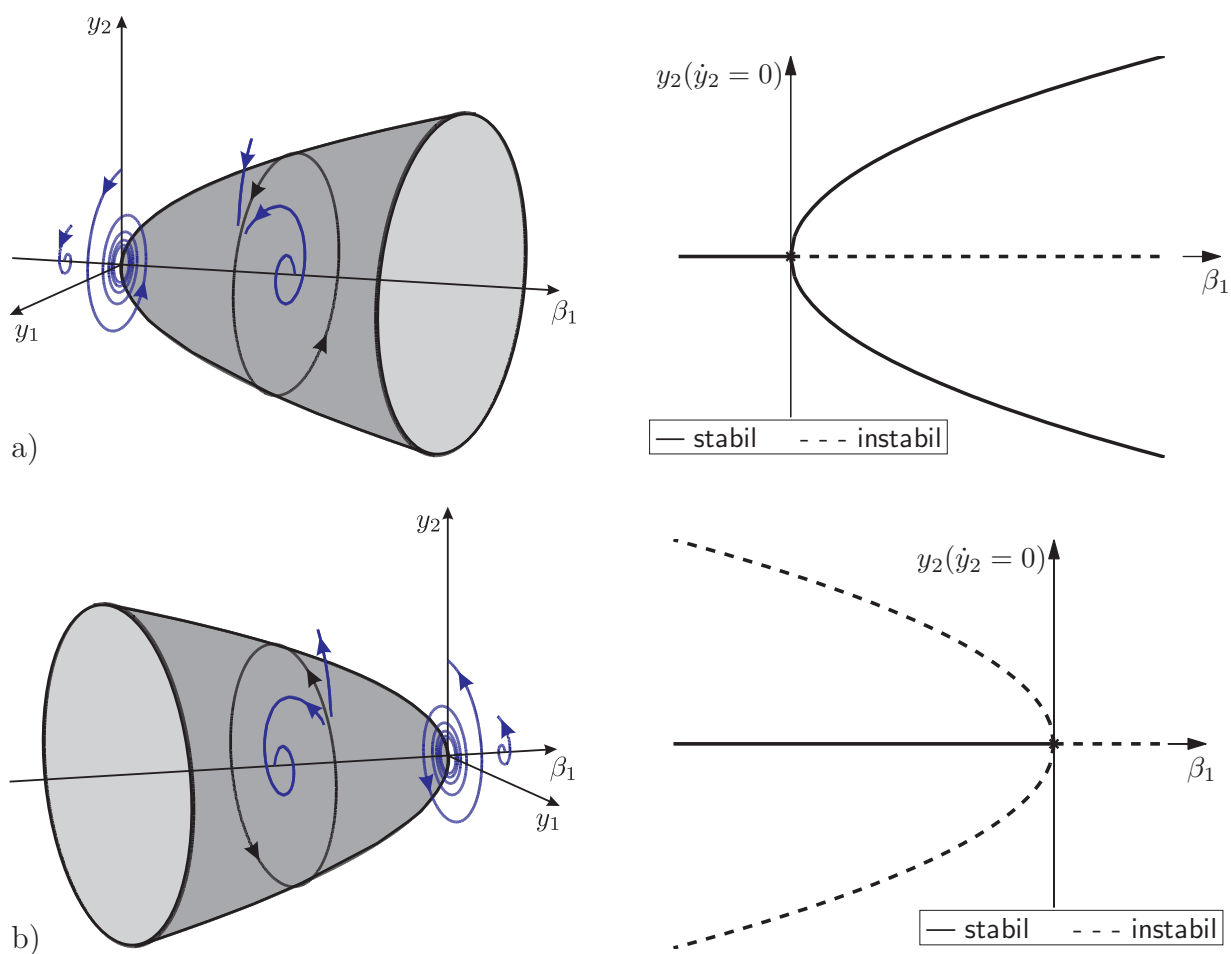 y₂
y₁
β₁
a)
y₂(ẏ₂ = 0)
β₁
stabil instabil
y₂
β₁
y₁
b)
y₂(ẏ₂ = 0)
β₁
stabil instabil